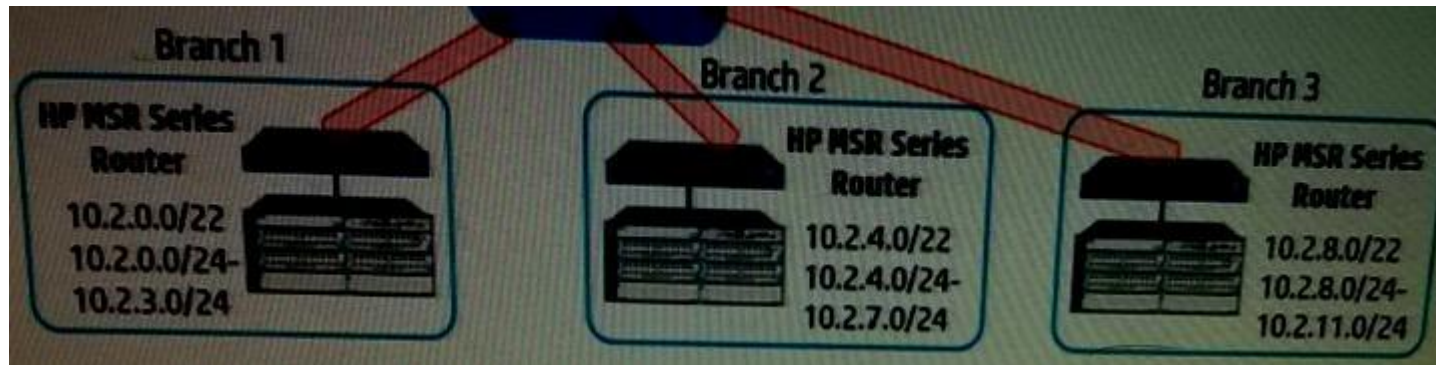 Branch 1
HP MSR Series
Router
10.2.0.0/22
10.2.0.0/24-
10.2.3.0/24
Branch 2
HP MSR Series
Router
10.2.4.0/22
10.2.4.0/24-
10.2.7.0/24
Branch 3
HP MSR Series
Router
10.2.8.0/22
10.2.8.0/24-
10.2.11.0/24